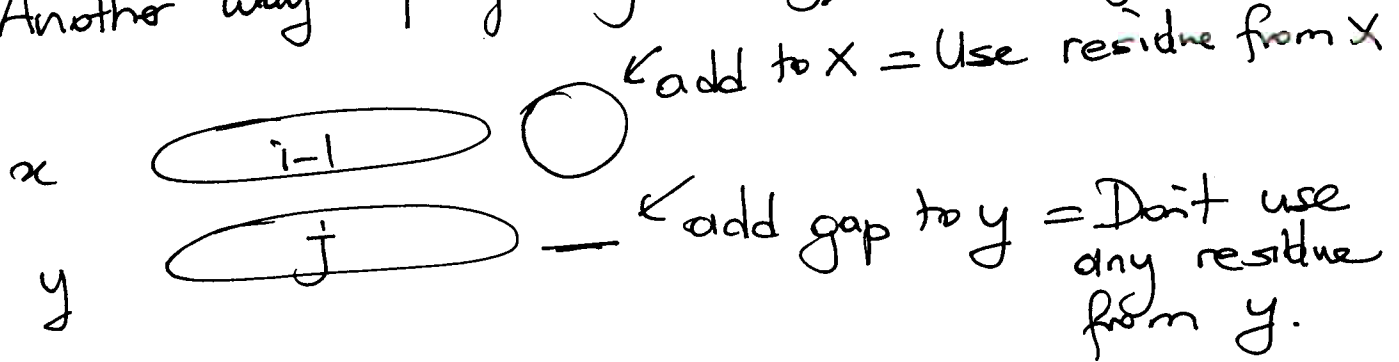 Another way
add to X = Use residue from X
x i-1
y j — add gap to y = Don't use
any residue
from y.